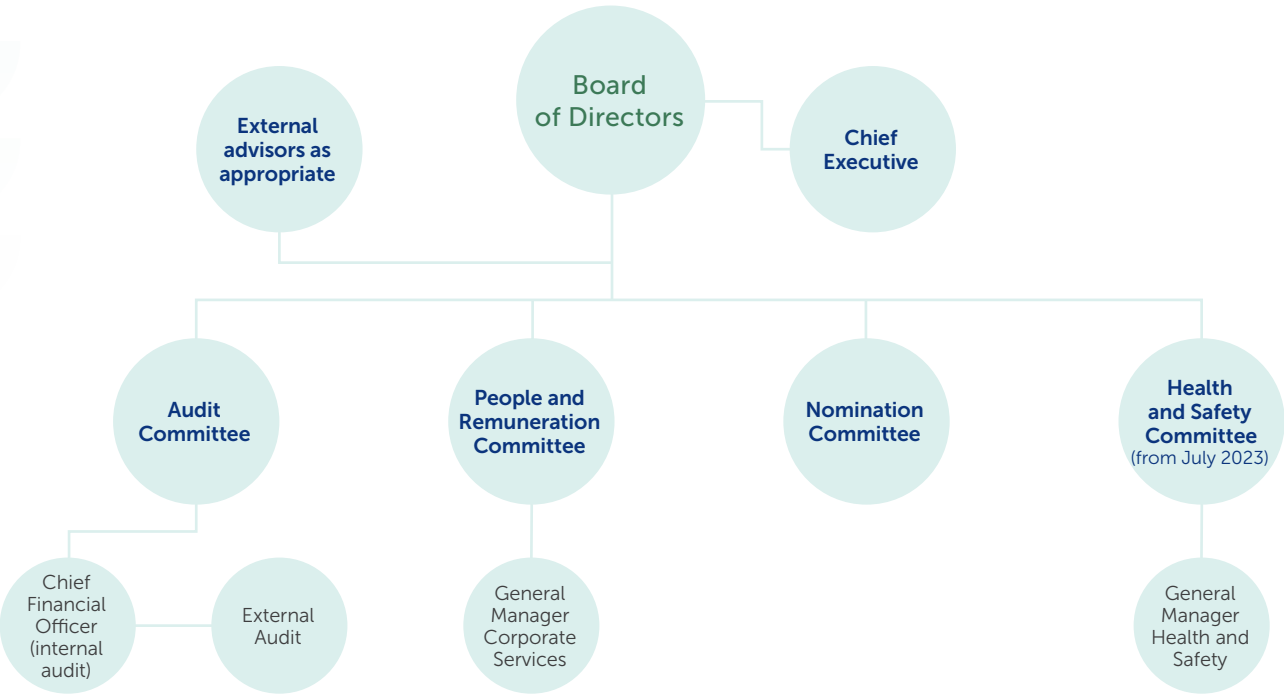 Board
of Directors
External
advisors as
appropriate
Chief
Executive
Audit
Committee
People and
Remuneration
Committee
Nomination
Committee
Health
and Safety
Committee
(from July 2023)
Chief
Financial
Officer
(internal
audit)
External
Audit
General
Manager
Corporate
Services
General
Manager
Health and
Safety